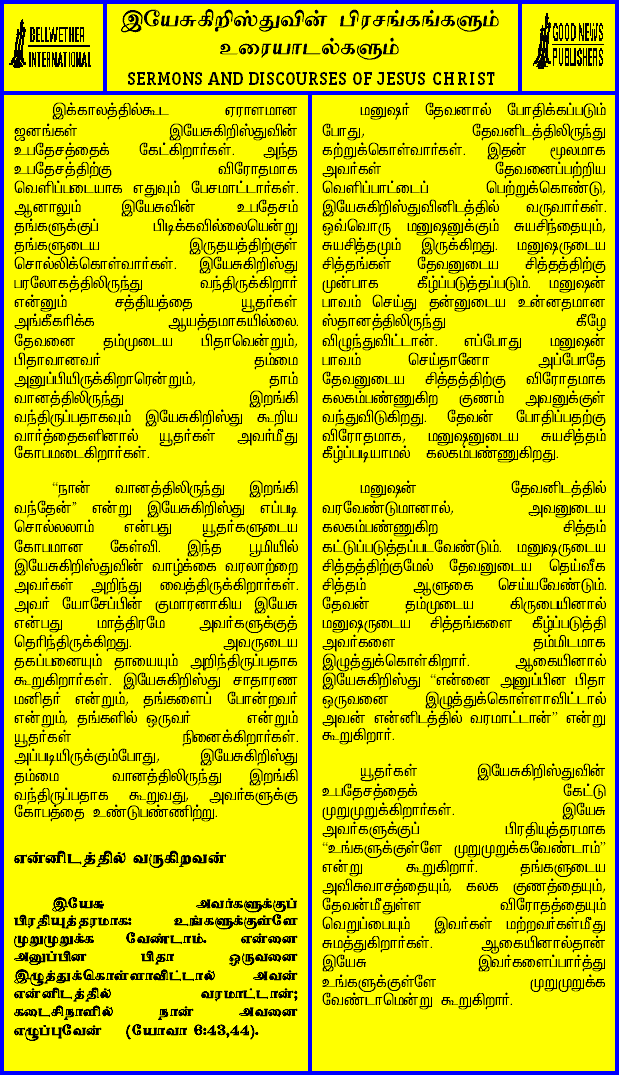 BELLWETHER
INTERNATIONAL
இயேசுகிறிஸ்துவின் பிரசங்கங்களும்
உரையாடல்களும்
SERMONS AND DISCOURSES OF JESUS CHRIST
GOOD NEWS
PUBLISHERS
இக்காலத்தில்கூட ஏராளமான
ஜனங்கள் இயேசுகிறிஸ்துவின்
உபதேசத்தைக் கேட்கிறார்கள். அந்த
உபதேசத்திற்கு விரோதமாக
வெளிப்படையாக எதுவும் பேசமாட்டார்கள்.
ஆனாலும் இயேசுவின் உபதேசம்
தங்களுக்குப் பிடிக்கவில்லையென்று
தங்களுடைய இருதயத்திற்குள்
சொல்லிக்கொள்வார்கள். இயேசுகிறிஸ்து
பரலோகத்திலிருந்து வந்திருக்கிறார்
என்னும் சத்தியத்தை யூதர்கள்
அங்கீகரிக்க ஆயத்தமாகயில்லை.
தேவனை தம்முடைய பிதாவென்றும்,
பிதாவானவர் தம்மை
அனுப்பியிருக்கிறாரென்றும், தாம்
வானத்திலிருந்து இறங்கி
வந்திருப்பதாகவும் இயேசுகிறிஸ்து கூறிய
வார்த்தைகளினால் யூதர்கள் அவர்மீது
கோபமடைகிறார்கள்.
“நான் வானத்திலிருந்து இறங்கி
வந்தேன்” என்று இயேசுகிறிஸ்து எப்படி
சொல்லலாம் என்பது யூதர்களுடைய
கோபமான கேள்வி. இந்த பூமியில்
இயேசுகிறிஸ்துவின் வாழ்க்கை வரலாற்றை
அவர்கள் அறிந்து வைத்திருக்கிறார்கள்.
அவர் யோசேப்பின் குமாரனாகிய இயேசு
என்பது மாத்திரமே அவர்களுக்குத்
தெரிந்திருக்கிறது. அவருடைய
தகப்பனையும் தாயையும் அறிந்திருப்பதாக
கூறுகிறார்கள். இயேசுகிறிஸ்து சாதாரண
மனிதர் என்றும், தங்களைப் போன்றவர்
என்றும், தங்களில் ஒருவர் என்றும்
யூதர்கள் நினைக்கிறார்கள்.
அப்படியிருக்கும்போது, இயேசுகிறிஸ்து
தம்மை வானத்திலிருந்து இறங்கி
வந்திருப்பதாக கூறுவது, அவர்களுக்கு
கோபத்தை உண்டுபண்ணிற்று.
என்னிடத்தில் வருகிறவன்
இயேசு அவர்களுக்குப்
பிரதியுத்தரமாக: உங்களுக்குள்ளே
முறுமுறுக்க வேண்டாம். என்னை
அனுப்பின பிதா ஒருவனை
இழுத்துக்கொள்ளாவிட்டால் அவன்
என்னிடத்தில் வரமாட்டான்;
கடைசிநாளில் நான் அவனை
எழுப்புவேன் (யோவா 6:43,44).
மனுஷர் தேவனால் போதிக்கப்படும்
போது, தேவனிடத்திலிருந்து
கற்றுக்கொள்வார்கள். இதன் மூலமாக
அவர்கள் தேவனைப்பற்றிய
வெளிப்பாட்டைப் பெற்றுக்கொண்டு,
இயேசுகிறிஸ்துவினிடத்தில் வருவார்கள்.
ஒவ்வொரு மனுஷனுக்கும் சுயசிந்தையும்,
சுயசித்தமும் இருக்கிறது. மனுஷருடைய
சித்தங்கள் தேவனுடைய சித்தத்திற்கு
முன்பாக கீழ்ப்படுத்தப்படும். மனுஷன்
பாவம் செய்து தன்னுடைய உன்னதமான
ஸ்தானத்திலிருந்து கீழே
விழுந்துவிட்டான். எப்போது மனுஷன்
பாவம் செய்தானோ அப்போதே
தேவனுடைய சித்தத்திற்கு விரோதமாக
கலகம்பண்ணுகிற குணம் அவனுக்குள்
வந்துவிடுகிறது. தேவன் போதிப்பதற்கு
விரோதமாக, மனுஷனுடைய சுயசித்தம்
கீழ்ப்படியாமல் கலகம்பண்ணுகிறது.
மனுஷன் தேவனிடத்தில்
வரவேண்டுமானால், அவனுடைய
கலகம்பண்ணுகிற சித்தம்
கட்டுப்படுத்தப்படவேண்டும். மனுஷருடைய
சித்தத்திற்குமேல் தேவனுடைய தெய்வீக
சித்தம் ஆளுகை செய்யவேண்டும்.
தேவன் தம்முடைய கிருபையினால்
மனுஷருடைய சித்தங்களை கீழ்ப்படுத்தி
அவர்களை தம்மிடமாக
இழுத்துக்கொள்கிறார். ஆகையினால்
இயேசுகிறிஸ்து “என்னை அனுப்பின பிதா
ஒருவனை இழுத்துக்கொள்ளாவிட்டால்
அவன் என்னிடத்தில் வரமாட்டான்” என்று
கூறுகிறார்.
யூதர்கள் இயேசுகிறிஸ்துவின்
உபதேசத்தைக் கேட்டு
முறுமுறுக்கிறார்கள். இயேசு
அவர்களுக்குப் பிரதியுத்தரமாக
“உங்களுக்குள்ளே முறுமுறுக்கவேண்டாம்”
என்று கூறுகிறார். தங்களுடைய
அவிசுவாசத்தையும், கலக குணத்தையும்,
தேவன்மீதுள்ள விரோதத்தையும்
வெறுப்பையும் இவர்கள் மற்றவர்கள்மீது
சுமத்துகிறார்கள். ஆகையினால்தான்
இயேசு இவர்களைப்பார்த்து
உங்களுக்குள்ளே முறுமுறுக்க
வேண்டாமென்று கூறுகிறார்.